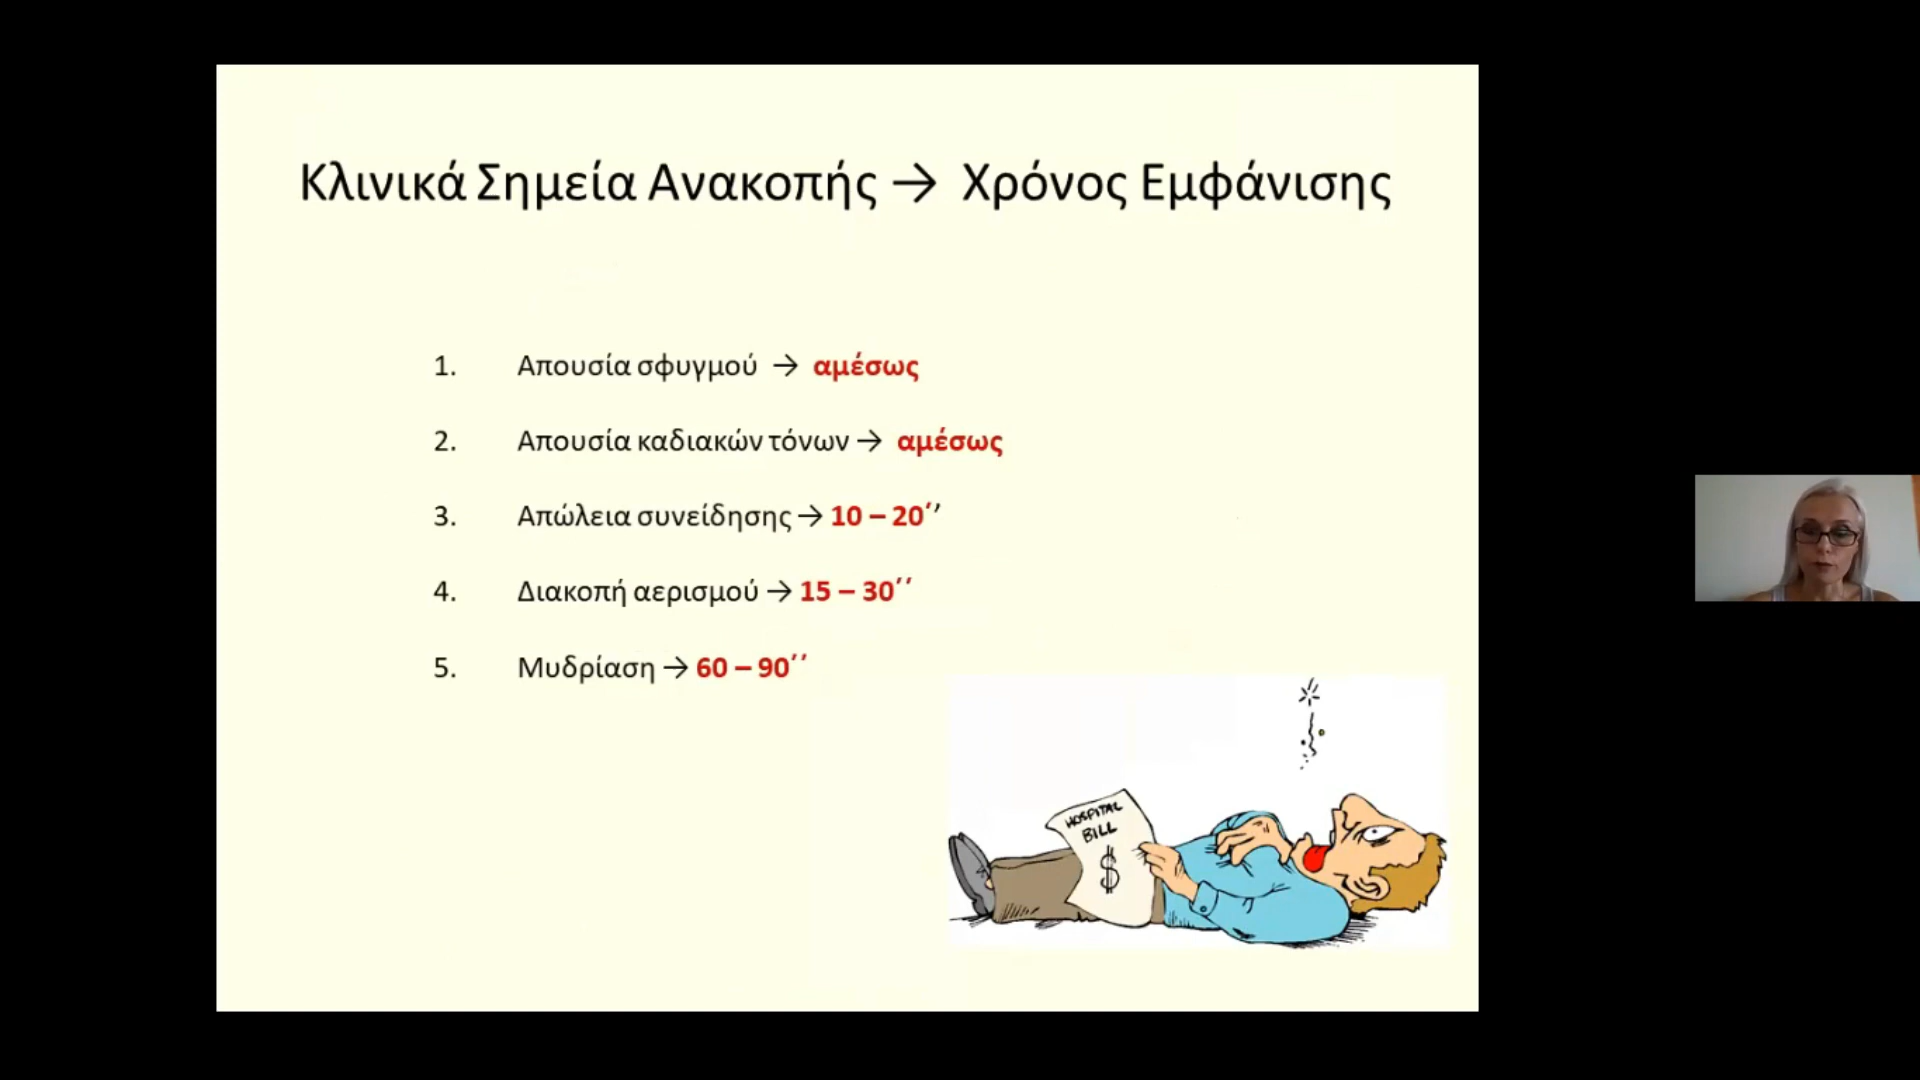 Κλινικά Σημεία Ανακοπής → Χρόνος Εμφάνισης
1. Απουσία σφυγμού → αμέσως
2. Απουσία καδιακών τόνων → αμέσως
3. Απώλεια συνείδησης → 10 – 20΄’
4. Διακοπή αερισμού → 15 – 30΄΄
5. Μυδρίαση → 60 – 90΄΄
HOSPITAL
BILL
$